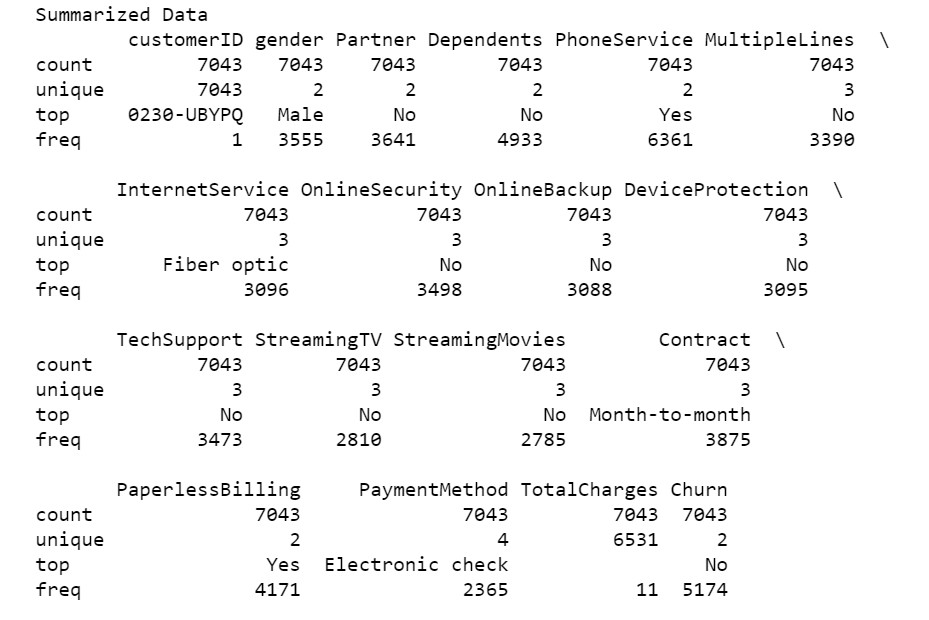 Summarized Data
customerID gender Partner Dependents PhoneService MultipleLines \
count 7043 7043 7043 7043 7043 7043
unique 7043 2 2 2 2 3
top 0230-UBYPQ Male No No Yes No
freq 1 3555 3641 4933 6361 3390
InternetService OnlineSecurity OnlineBackup DeviceProtection \
count 7043 7043 7043 7043
unique 3 3 3 3
top Fiber optic No No No
freq 3096 3498 3088 3095
TechSupport StreamingTV StreamingMovies Contract \
count 7043 7043 7043 7043
unique 3 3 3 3
top No No No Month-to-month
freq 3473 2810 2785 3875
PaperlessBilling PaymentMethod TotalCharges Churn
count 7043 7043 7043 7043
unique 2 4 6531 2
top Yes Electronic check No
freq 4171 2365 11 5174